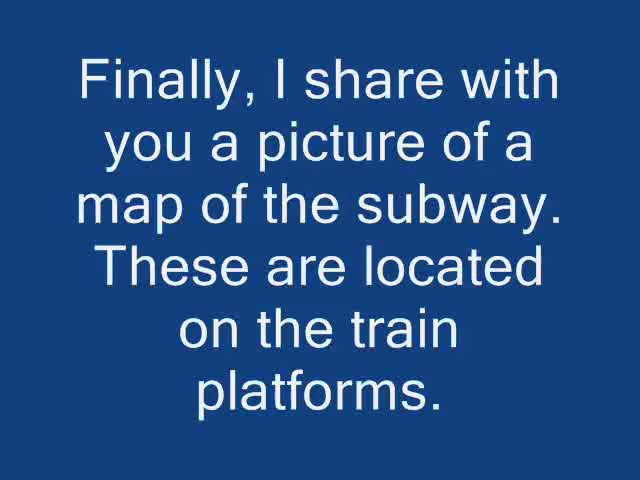 Finally, I share with
you a picture of a
map of the subway.
These are located
on the train
platforms.